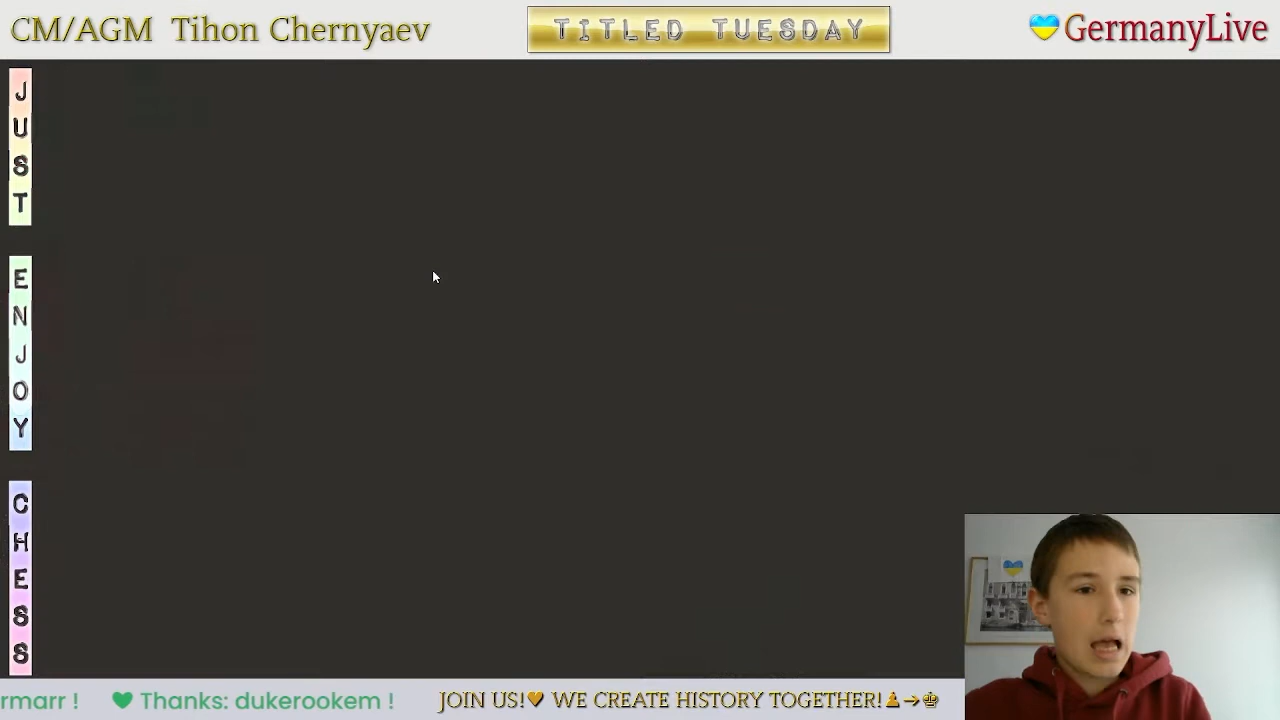 CM/AGM Tihon Chernyaev
TITLED TUESDAY
GermanyLive
JUST
ENJOY
CHESS
rmarr ! 💚 Thanks: dukerookem !
JOIN US!🧡 WE CREATE HISTORY TOGETHER!♟→♚